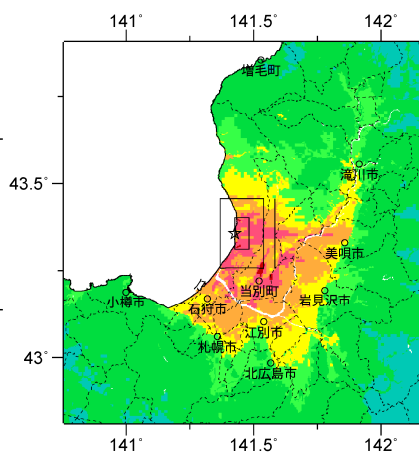 141° 141.5° 142°
増毛町
43.5°
滝川市
美唄市
当別町
小樽市
石狩市
岩見沢市
江別市
札幌市
43°
北広島市
141° 141.5° 142°